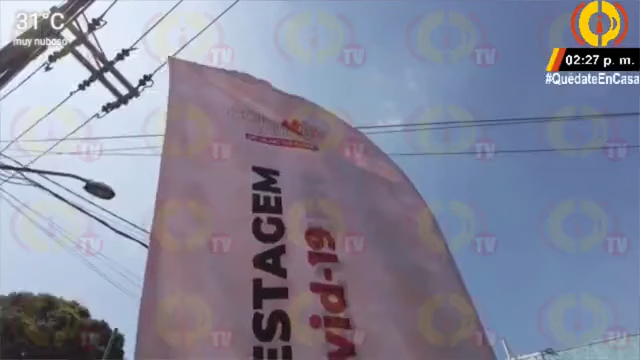 31°C
muy nuboso
02:27 p. m.
#QuédateEnCasa
ESTAGEM
vid-19
TV